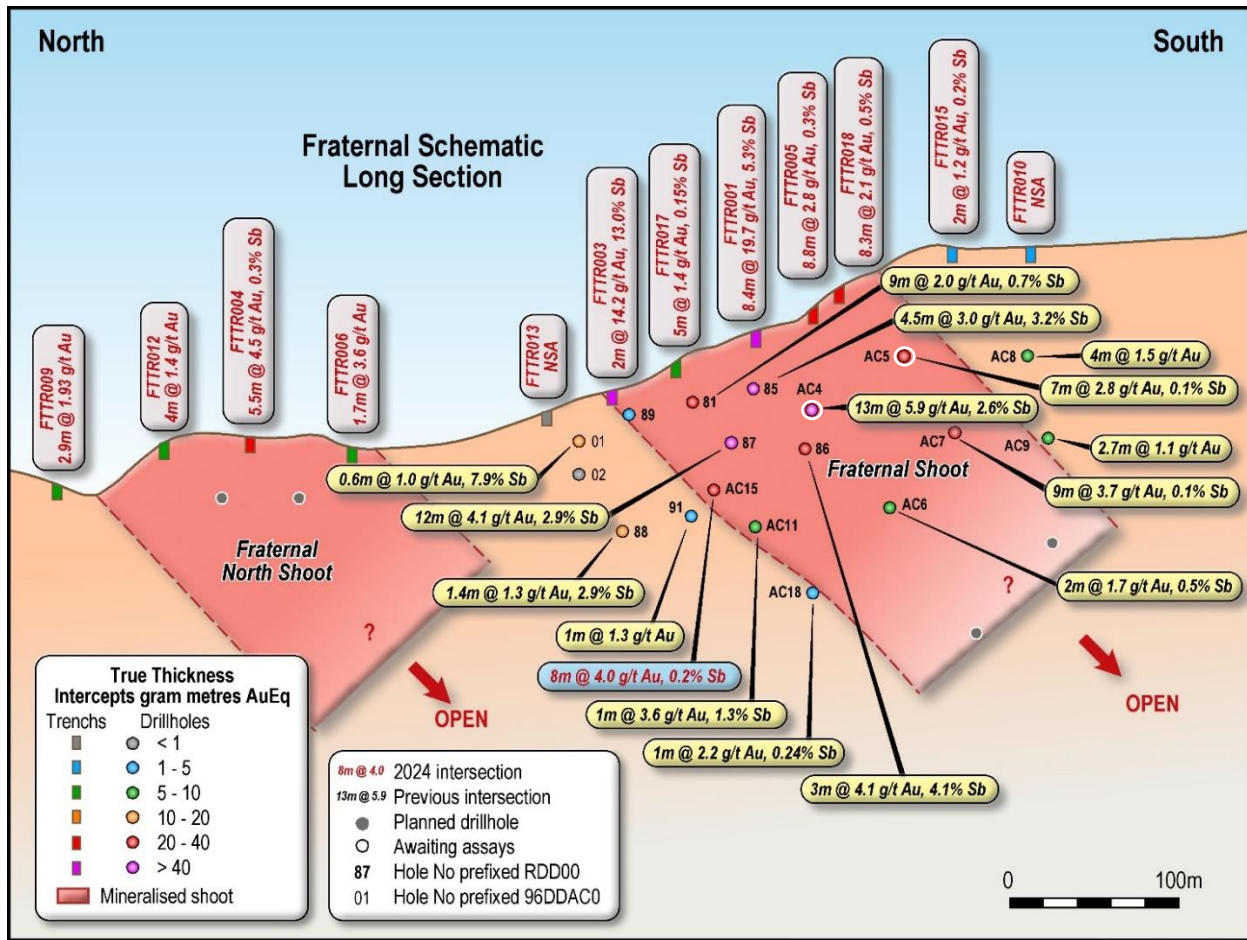 North
South
Fraternal Schematic
Long Section
FTTR009
2.9m @ 1.93 g/t Au
FTTR012
4m @ 1.4 g/t Au
FTTR004
5.5m @ 4.5 g/t Au, 0.3% Sb
FTTR006
1.7m @ 3.6 g/t Au
FTTR013
NSA
FTTR003
2m @ 14.2 g/t Au, 13.0% Sb
FTTR017
5m @ 1.4 g/t Au, 0.15% Sb
FTTR001
8.4m @ 19.7 g/t Au, 5.3% Sb
FTTR005
8.8m @ 2.8 g/t Au, 0.3% Sb
FTTR018
8.3m @ 2.1 g/t Au, 0.5% Sb
FTTR015
2m @ 1.2 g/t Au, 0.2% Sb
FTTR010
NSA
9m @ 2.0 g/t Au, 0.7% Sb
4.5m @ 3.0 g/t Au, 3.2% Sb
AC5
AC8
4m @ 1.5 g/t Au
7m @ 2.8 g/t Au, 0.1% Sb
85
AC4
81
89
13m @ 5.9 g/t Au, 2.6% Sb
01
87
86
AC7
AC9
2.7m @ 1.1 g/t Au
Fraternal Shoot
02
0.6m @ 1.0 g/t Au, 7.9% Sb
AC15
9m @ 3.7 g/t Au, 0.1% Sb
12m @ 4.1 g/t Au, 2.9% Sb
91
AC6
88
AC11
Fraternal
North Shoot
?
2m @ 1.7 g/t Au, 0.5% Sb
1.4m @ 1.3 g/t Au, 2.9% Sb
AC18
?
1m @ 1.3 g/t Au
8m @ 4.0 g/t Au, 0.2% Sb
OPEN
OPEN
1m @ 3.6 g/t Au, 1.3% Sb
1m @ 2.2 g/t Au, 0.24% Sb
3m @ 4.1 g/t Au, 4.1% Sb
True Thickness
Intercepts gram metres AuEq
Trenchs Drillholes
< 1
1 - 5
5 - 10
10 - 20
20 - 40
> 40
Mineralised shoot
8m @ 4.0 2024 intersection
13m @ 5.9 Previous intersection
Planned drillhole
Awaiting assays
87 Hole No prefixed RDD00
01 Hole No prefixed 96DDAC0
0 100m